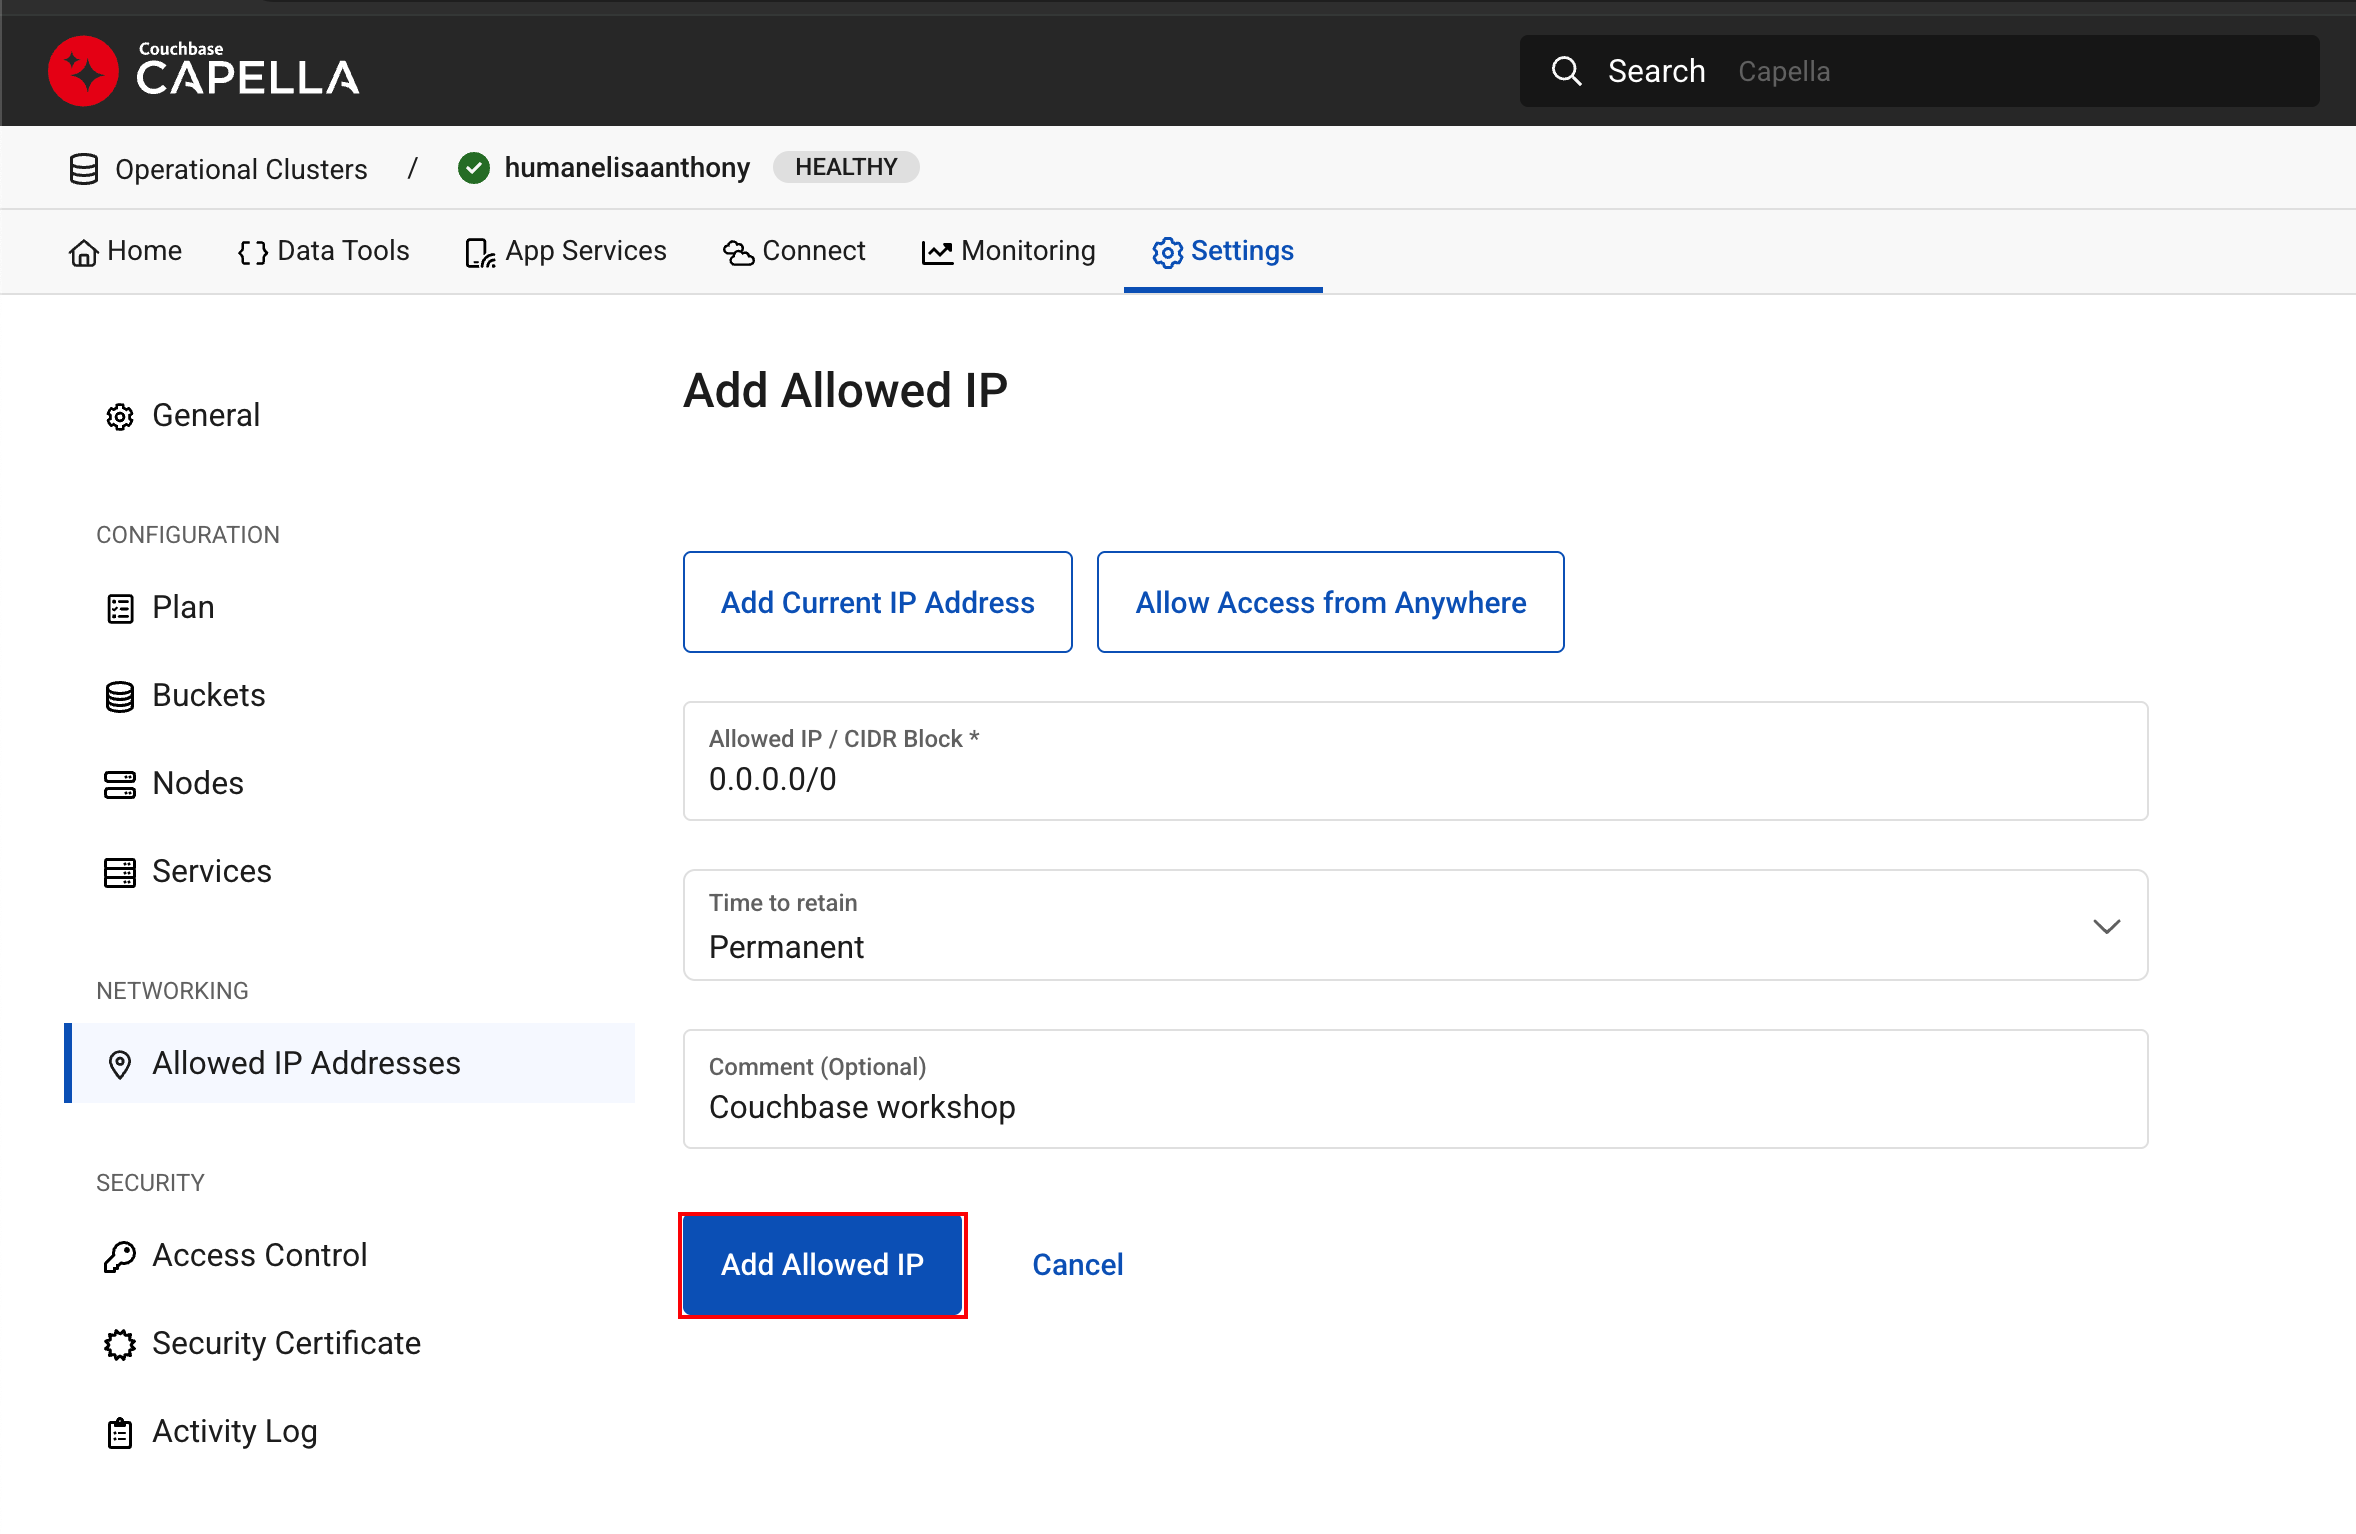 Couchbase
CAPELLA
Search Capella
Operational Clusters / humanelisaanthony HEALTHY
Home Data Tools App Services Connect Monitoring Settings
General
CONFIGURATION
Plan
Buckets
Nodes
Services
NETWORKING
Allowed IP Addresses
SECURITY
Access Control
Security Certificate
Activity Log
Add Allowed IP
Add Current IP Address Allow Access from Anywhere
Allowed IP / CIDR Block *
0.0.0.0/0
Time to retain
Permanent
Comment (Optional)
Couchbase workshop
Add Allowed IP Cancel